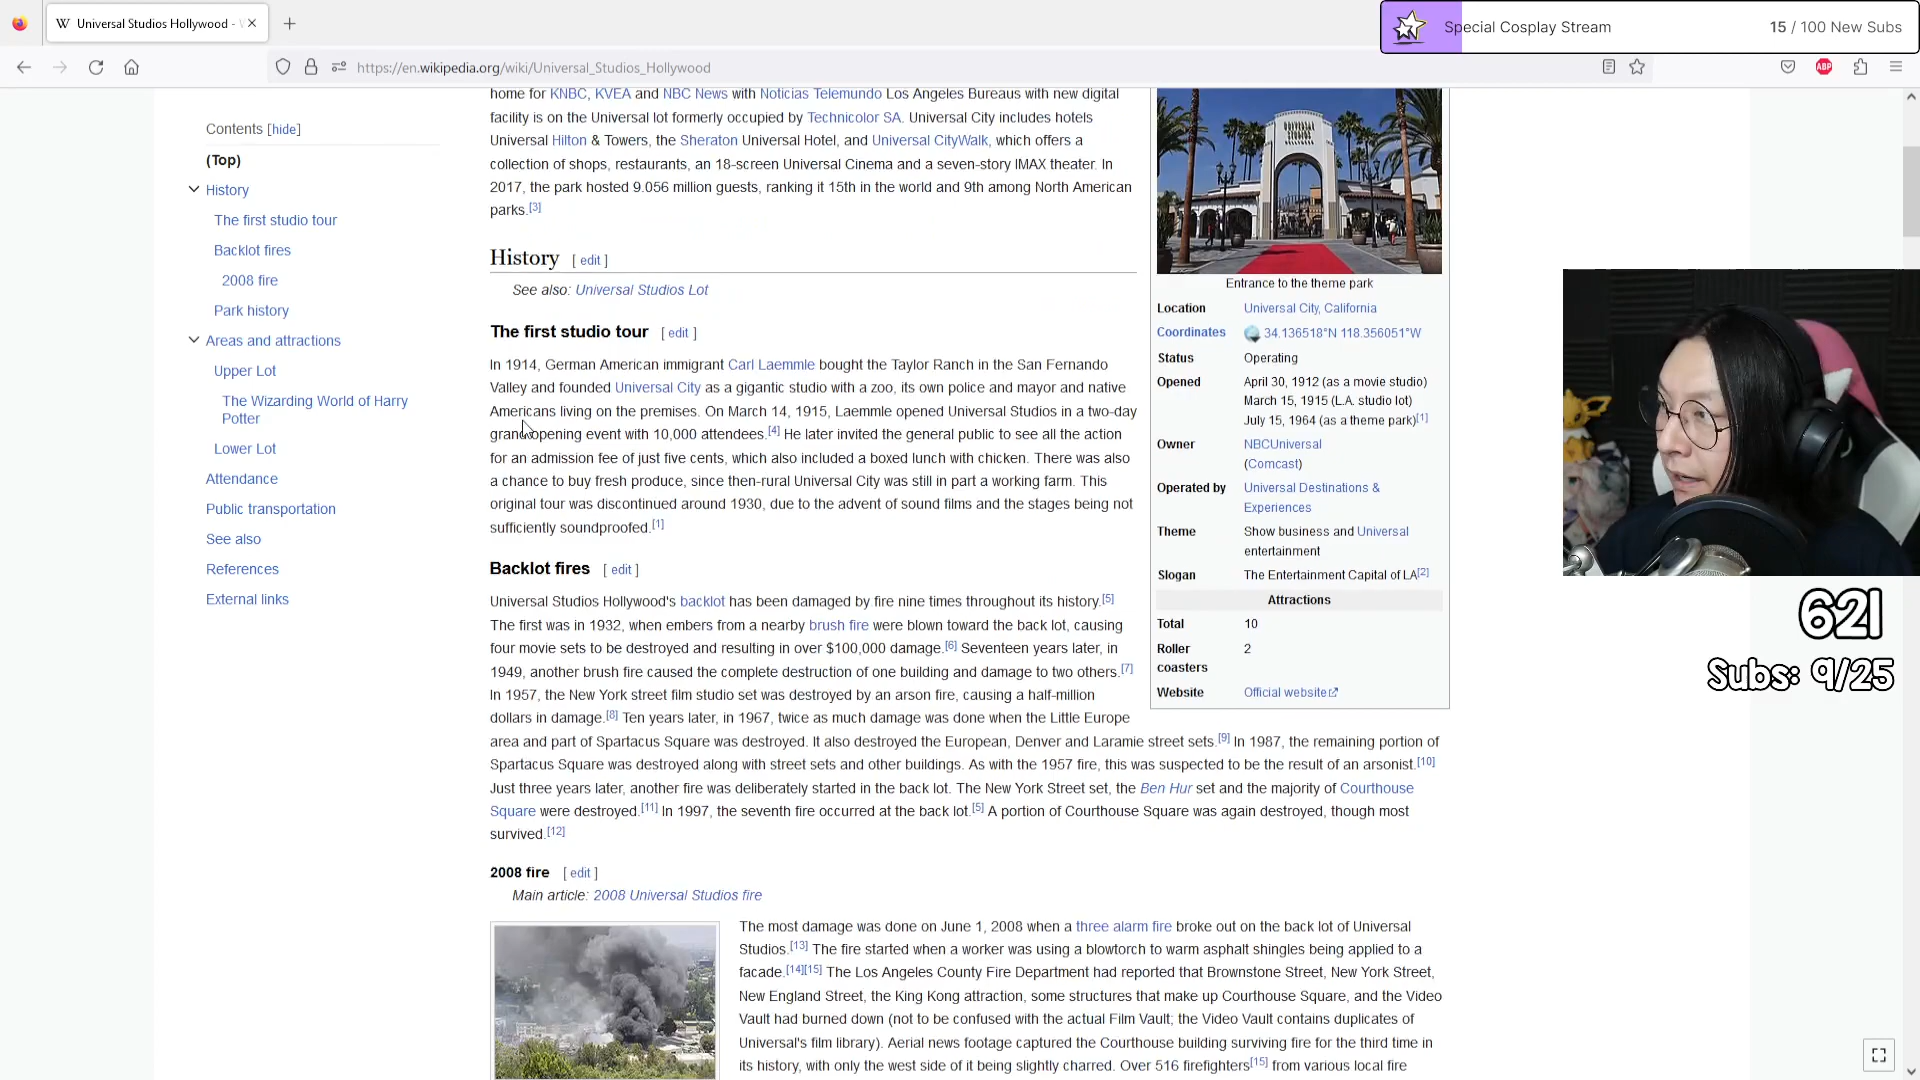 Universal Studios Hollywood -
Special Cosplay Stream
15 / 100 New Subs
https://en.wikipedia.org/wiki/Universal_Studios_Hollywood
ABP
Contents [hide]
(Top)
History
The first studio tour
Backlot fires
2008 fire
Park history
Areas and attractions
Upper Lot
The Wizarding World of Harry
Potter
Lower Lot
Attendance
Public transportation
See also
References
External links
home for KNBC, KVEA and NBC News with Noticias Telemundo Los Angeles Bureaus with new digital
facility is on the Universal lot formerly occupied by Technicolor SA. Universal City includes hotels
Universal Hilton & Towers, the Sheraton Universal Hotel, and Universal CityWalk, which offers a
collection of shops, restaurants, an 18-screen Universal Cinema and a seven-story IMAX theater. In
2017, the park hosted 9.056 million guests, ranking it 15th in the world and 9th among North American
parks.[3]
History [ edit ]
See also: Universal Studios Lot
The first studio tour [ edit ]
In 1914, German American immigrant Carl Laemmle bought the Taylor Ranch in the San Fernando
Valley and founded Universal City as a gigantic studio with a zoo, its own police and mayor and native
Americans living on the premises. On March 14, 1915, Laemmle opened Universal Studios in a two-day
grand opening event with 10,000 attendees.[4] He later invited the general public to see all the action
for an admission fee of just five cents, which also included a boxed lunch with chicken. There was also
a chance to buy fresh produce, since then-rural Universal City was still in part a working farm. This
original tour was discontinued around 1930, due to the advent of sound films and the stages being not
sufficiently soundproofed.[1]
Backlot fires [ edit ]
Universal Studios Hollywood's backlot has been damaged by fire nine times throughout its history.[5]
The first was in 1932, when embers from a nearby brush fire were blown toward the back lot, causing
four movie sets to be destroyed and resulting in over $100,000 damage.[6] Seventeen years later, in
1949, another brush fire caused the complete destruction of one building and damage to two others.[7]
In 1957, the New York street film studio set was destroyed by an arson fire, causing a half-million
dollars in damage.[8] Ten years later, in 1967, twice as much damage was done when the Little Europe
area and part of Spartacus Square was destroyed. It also destroyed the European, Denver and Laramie street sets.[9] In 1987, the remaining portion of
Spartacus Square was destroyed along with street sets and other buildings. As with the 1957 fire, this was suspected to be the result of an arsonist.[10]
Just three years later, another fire was deliberately started in the back lot. The New York Street set, the Ben Hur set and the majority of Courthouse
Square were destroyed.[11] In 1997, the seventh fire occurred at the back lot.[5] A portion of Courthouse Square was again destroyed, though most
survived.[12]
2008 fire [ edit ]
Main article: 2008 Universal Studios fire
The most damage was done on June 1, 2008 when a three alarm fire broke out on the back lot of Universal
Studios.[13] The fire started when a worker was using a blowtorch to warm asphalt shingles being applied to a
facade.[14][15] The Los Angeles County Fire Department had reported that Brownstone Street, New York Street,
New England Street, the King Kong attraction, some structures that make up Courthouse Square, and the Video
Vault had burned down (not to be confused with the actual Film Vault; the Video Vault contains duplicates of
Universal's film library). Aerial news footage captured the Courthouse building surviving fire for the third time in
its history, with only the west side of it being slightly charred. Over 516 firefighters[15] from various local fire
Entrance to the theme park
Location Universal City, California
Coordinates 34.136518°N 118.356051°W
Status Operating
Opened April 30, 1912 (as a movie studio)
March 15, 1915 (L.A. studio lot)
July 15, 1964 (as a theme park)[1]
Owner NBCUniversal
(Comcast)
Operated by Universal Destinations &
Experiences
Theme Show business and Universal
entertainment
Slogan The Entertainment Capital of LA[2]
Attractions
Total 10
Roller
coasters 2
Website Official website
621
Subs: 9/25